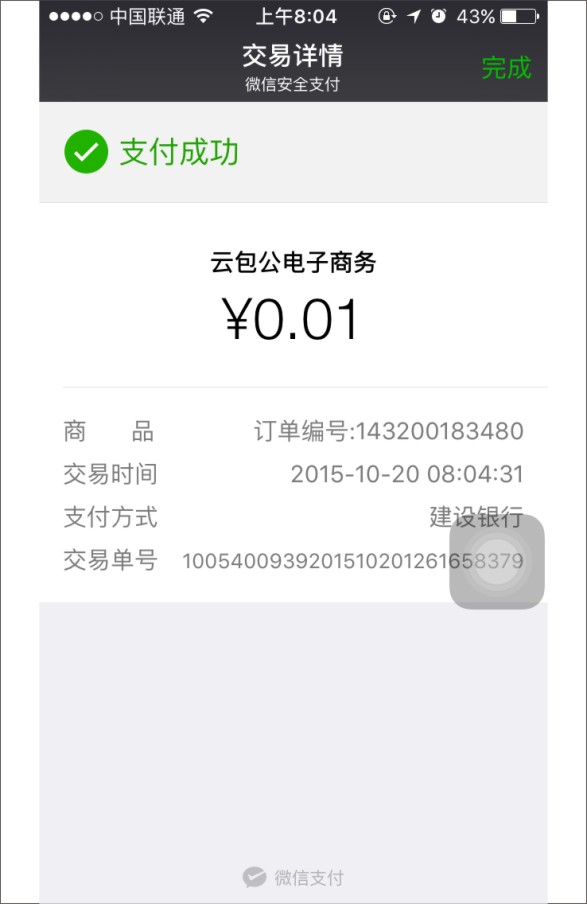 中国联通 上午8:04 43%
交易详情
微信安全支付
完成
支付成功
云包公电子商务
¥0.01
商 品 订单编号:143200183480
交易时间 2015-10-20 08:04:31
支付方式 建设银行
交易单号 1005400939201510201261658379
微信支付